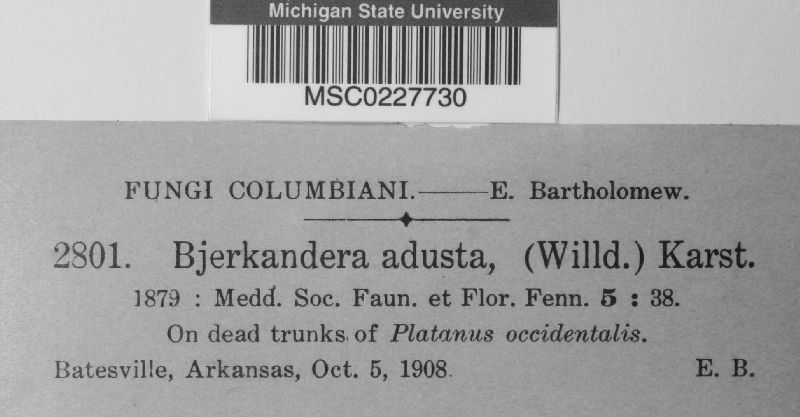 Michigan State University
MSC0227730
FUNGI COLUMBIANI.——E. Bartholomew.
2801. Bjerkandera adusta, (Willd.) Karst.
1879 : Medd. Soc. Faun. et Flor. Fenn. 5 : 38.
On dead trunks of Platanus occidentalis.
Batesville, Arkansas, Oct. 5, 1908. E. B.